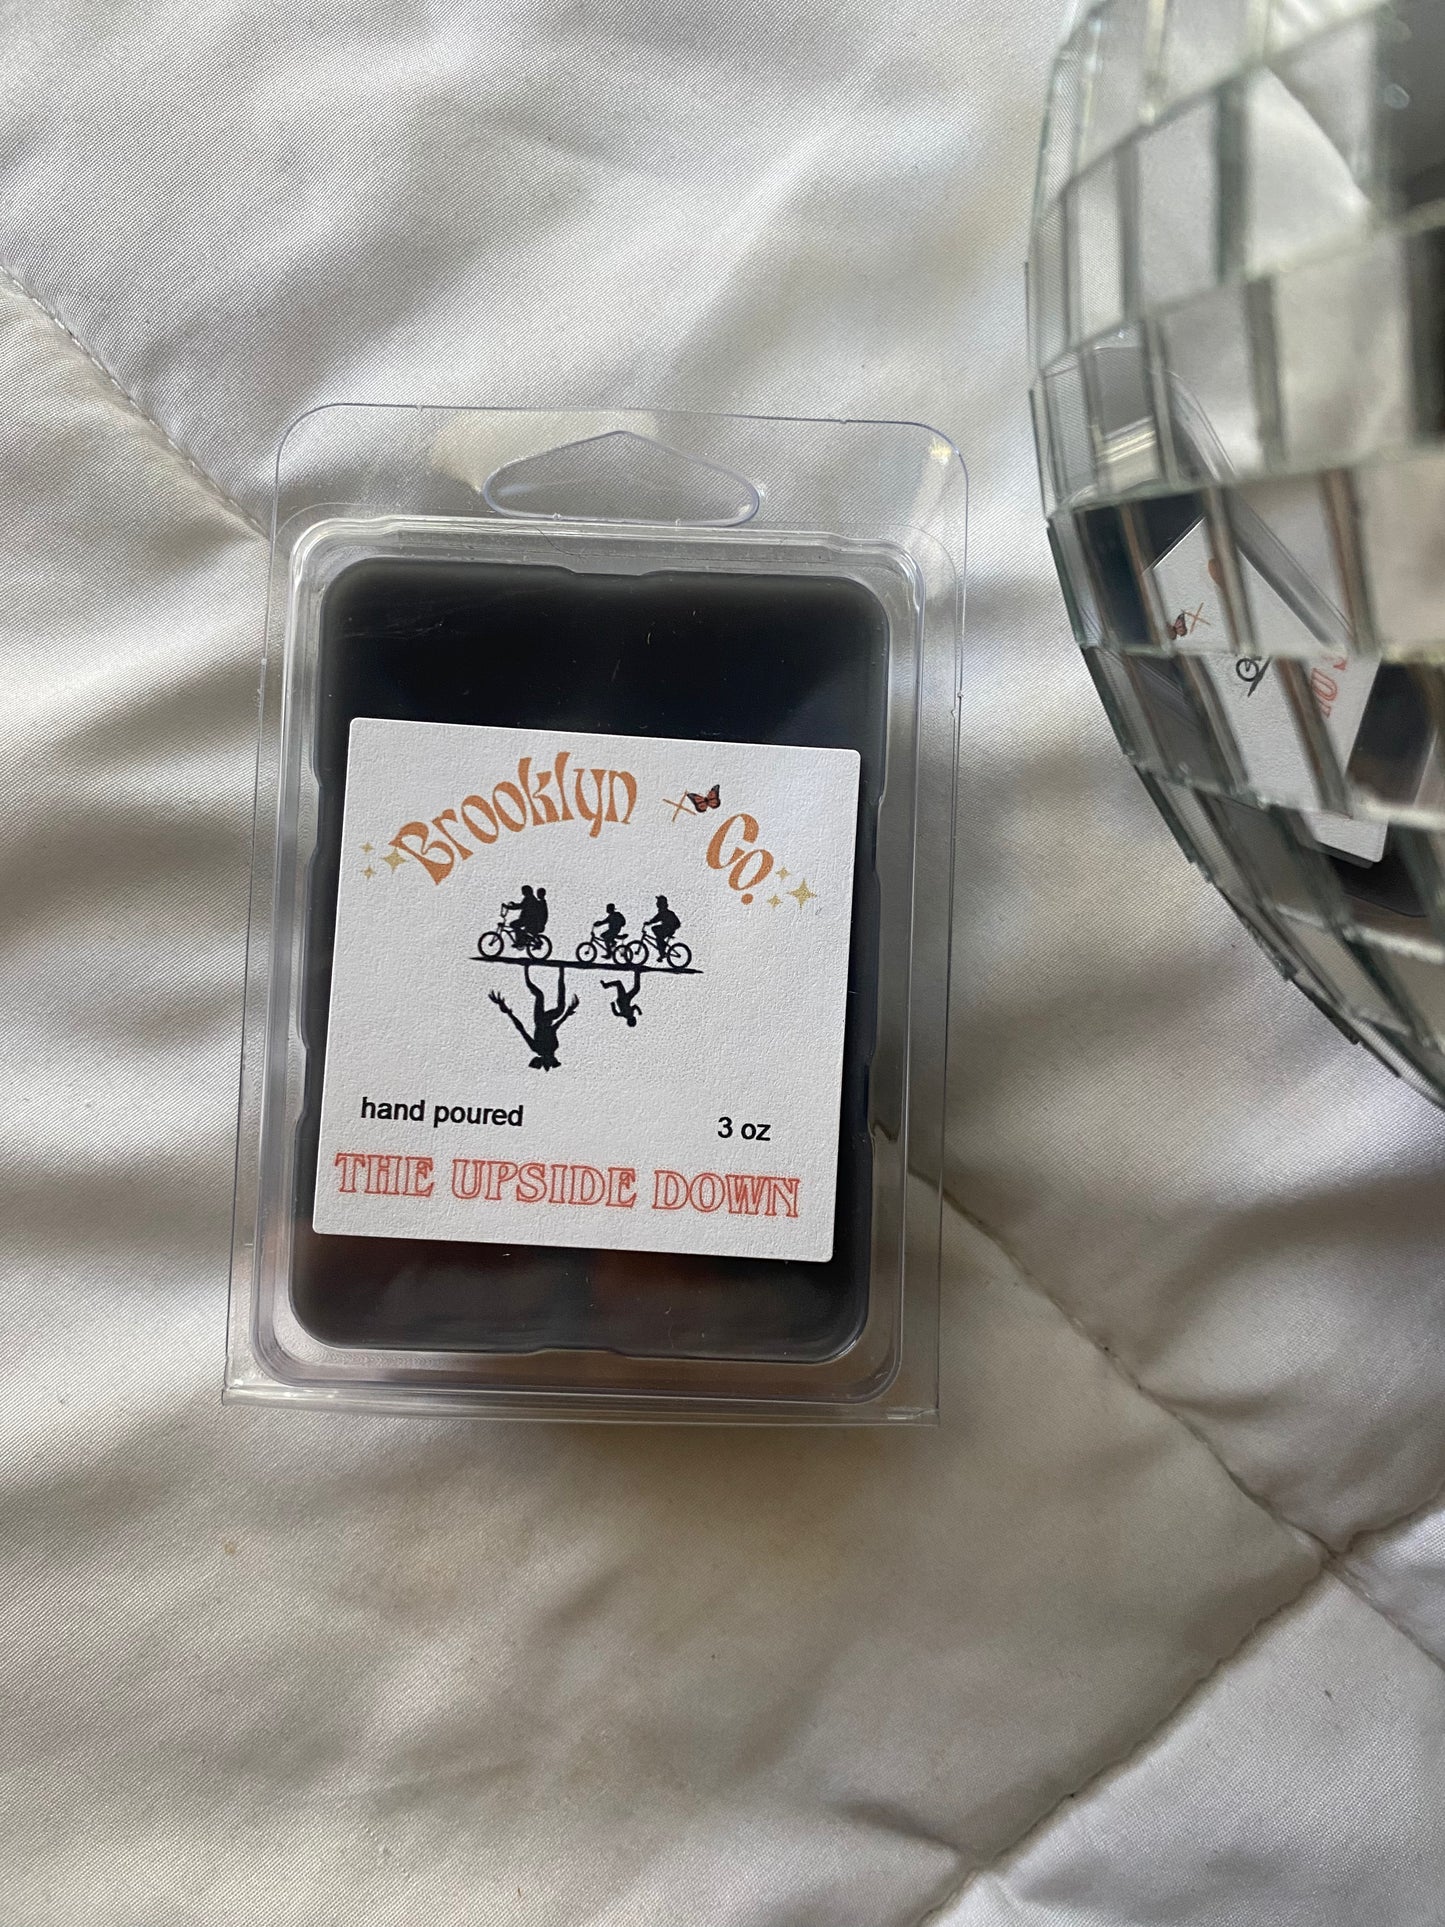 Brooklyn + Co.
hand poured
3 oz
THE UPSIDE DOWN